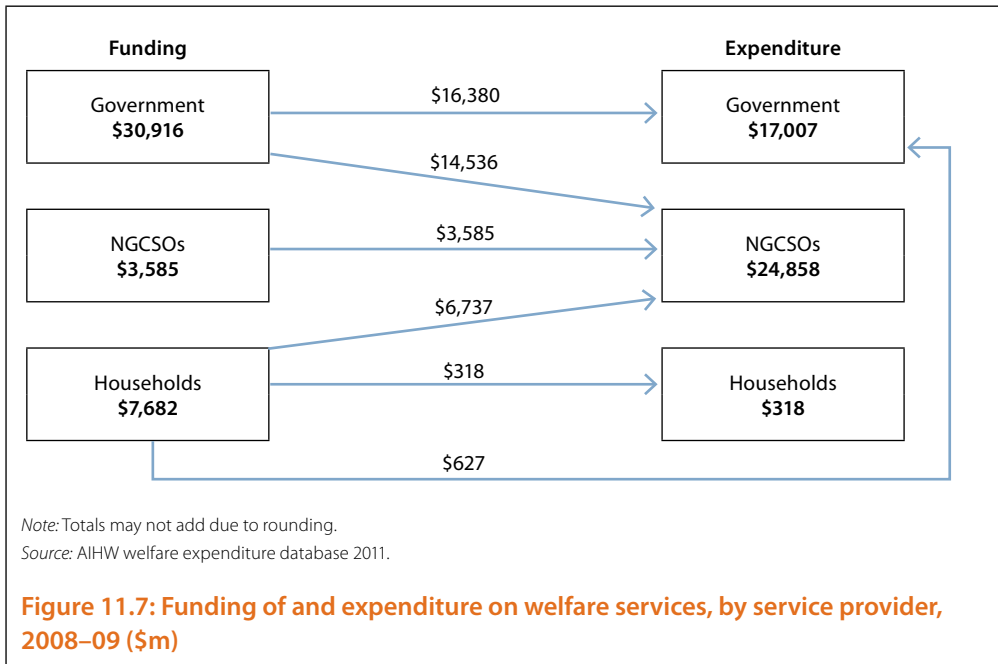 Funding Expenditure
Government
$30,916
$16,380
Government
$17,007
$14,536
NGCSOs
$3,585
$3,585
NGCSOs
$24,858
$6,737
Households
$7,682
$318
Households
$318
$627
Note: Totals may not add due to rounding.
Source: AIHW welfare expenditure database 2011.
Figure 11.7: Funding of and expenditure on welfare services, by service provider,
2008–09 ($m)